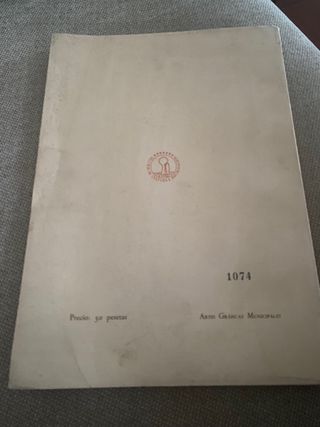 1074
Precio: 50 pesetas
Artes Gráficas Municipales